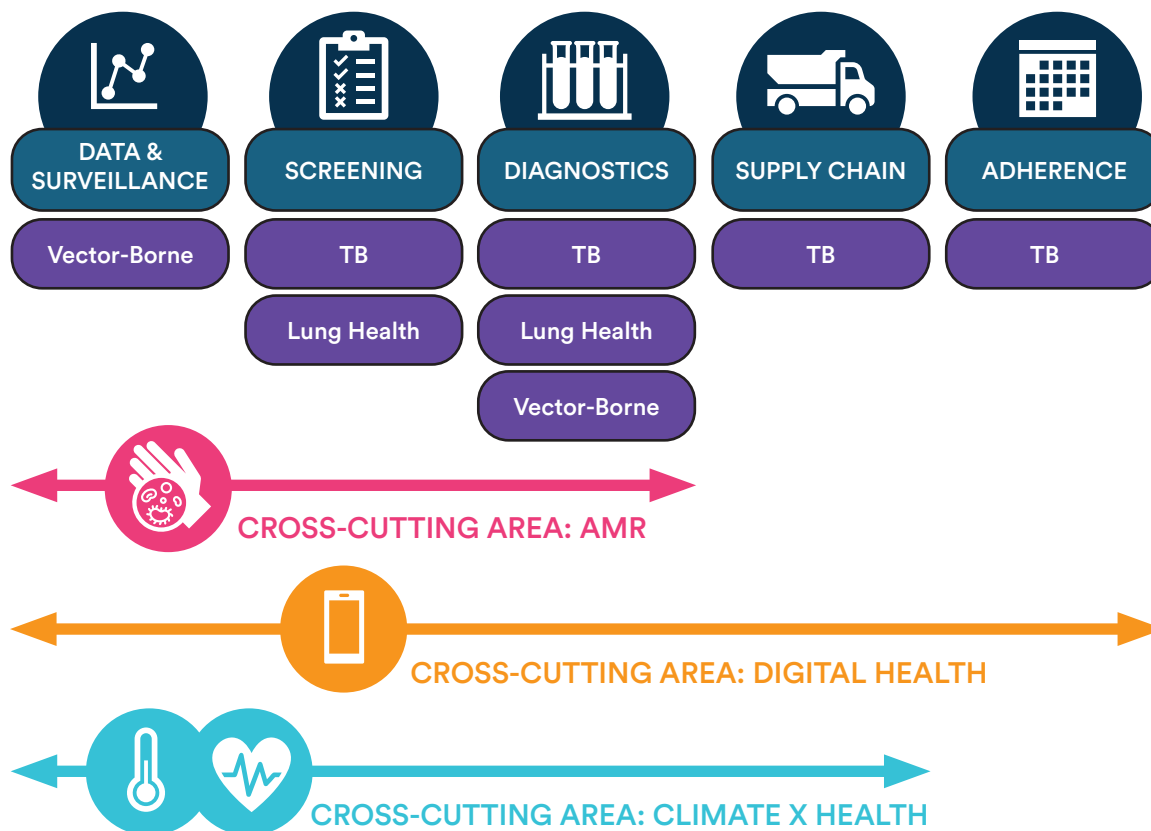 DATA &
SURVEILLANCE
SCREENING
DIAGNOSTICS
SUPPLY CHAIN
ADHERENCE
Vector-Borne
TB
TB
TB
TB
Lung Health
Lung Health
Vector-Borne
CROSS-CUTTING AREA: AMR
CROSS-CUTTING AREA: DIGITAL HEALTH
CROSS-CUTTING AREA: CLIMATE X HEALTH